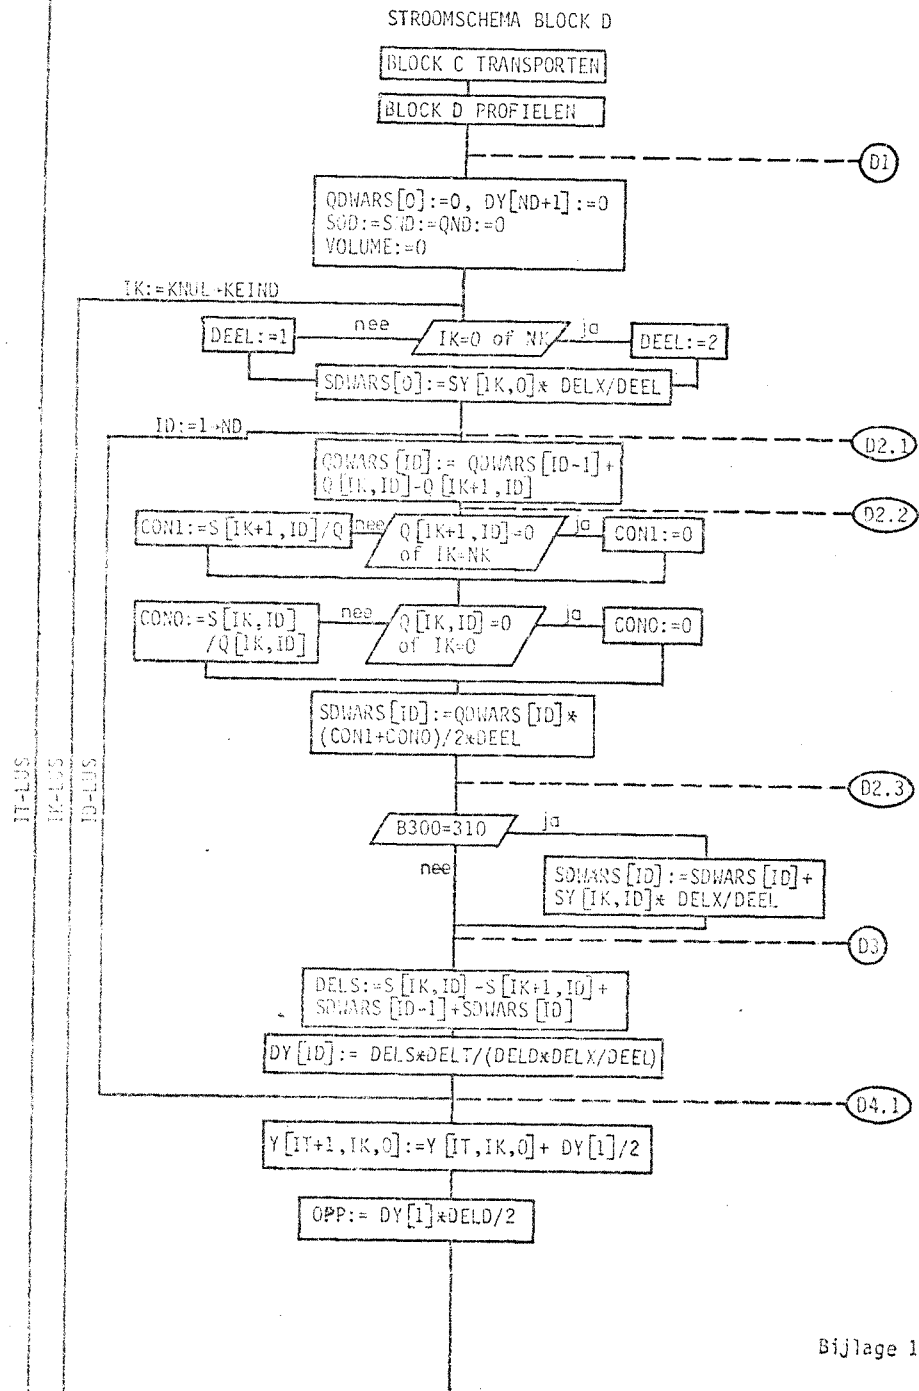 STROOMSCHEMA BLOCK D
BLOCK C TRANSPORTEN
BLOCK D PROFIELEN
D1
QDWARS[0]:=0, DY[ND+1]:=0
SOD:=SND:=QND:=0
VOLUME:=0
IK:=KNUL→KEIND
DEEL:=1
nee
IK=0 of NK
ja
DEEL:=2
SDWARS[0]:=SY[IK,0]* DELX/DEEL
ID:=1→ND
D2.1
QDWARS[ID]:= QDWARS[ID-1]+
Q[IK,ID]-Q[IK+1,ID]
D2.2
CON1:=S[IK+1,ID]/Q
nee
Q[IK+1,ID]=0
of IK=NK
ja
CON1:=0
CON0:=S[IK,ID]
/Q[IK,ID]
nee
Q[IK,ID]=0
of IK=0
ja
CON0:=0
SDWARS[ID]:=QDWARS[ID]*
(CON1+CON0)/2*DEEL
IT-LUS
IK-LUS
ID-LUS
D2.3
B300=310
ja
nee
SDWARS[ID]:=SDWARS[ID]+
SY[IK,ID]* DELX/DEEL
D3
DELS:=S[IK,ID]-S[IK+1,ID]+
SDWARS[ID-1]+SDWARS[ID]
DY[ID]:= DELS*DELT/(DELD*DELX/DEEL)
D4.1
Y[IT+1,IK,0]:=Y[IT,IK,0]+ DY[1]/2
OPP:= DY[1]*DELD/2
Bijlage 1